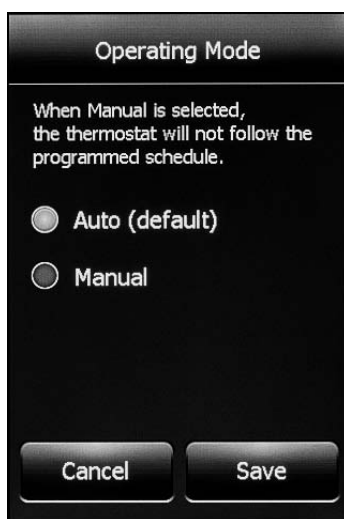 Operating Mode
When Manual is selected,
the thermostat will not follow the
programmed schedule.
Auto (default)
Manual
Cancel
Save